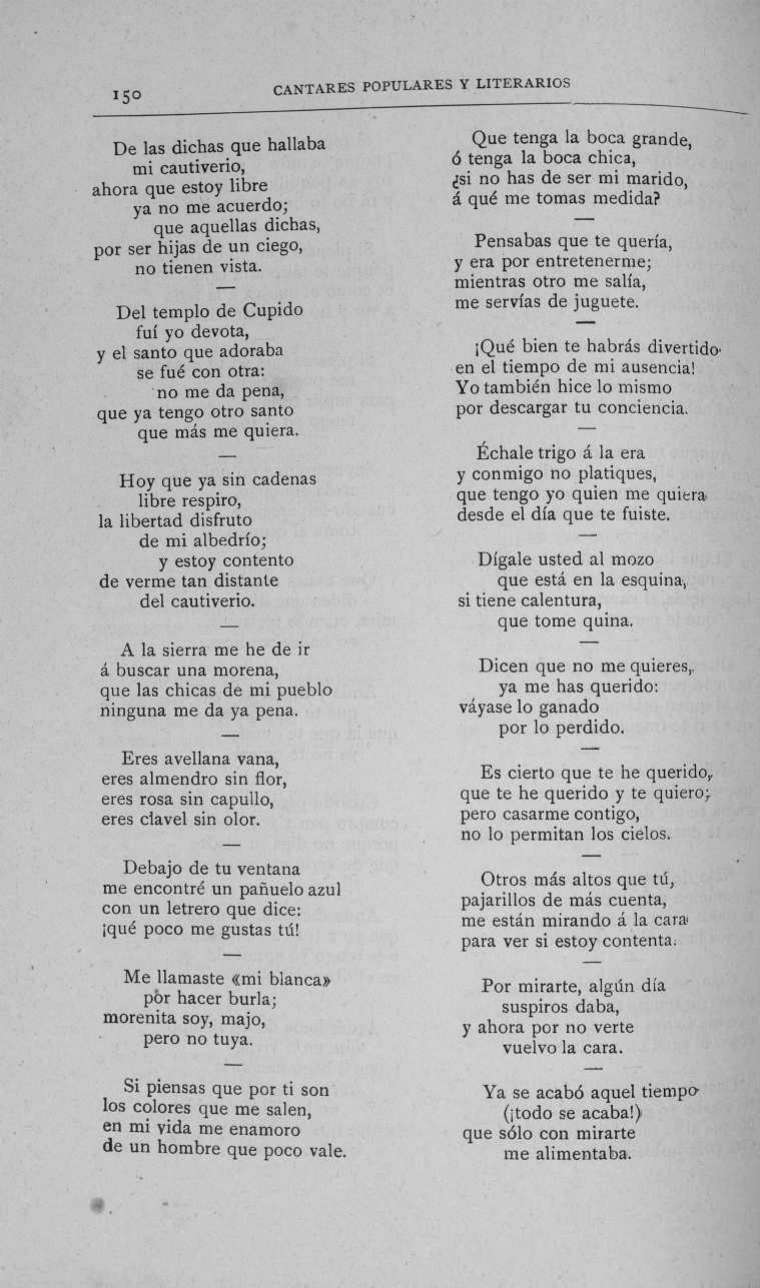 150
CANTARES POPULARES Y LITERARIOS
De las dichas que hallaba
mi cautiverio,
ahora que estoy libre
ya no me acuerdo;
que aquellas dichas,
por ser hijas de un ciego,
no tienen vista.
Del templo de Cupido
fuí yo devota,
y el santo que adoraba
se fué con otra:
no me da pena,
que ya tengo otro santo
que más me quiera.
Hoy que ya sin cadenas
libre respiro,
la libertad disfruto
de mi albedrío;
y estoy contento
de verme tan distante
del cautiverio.
A la sierra me he de ir
á buscar una morena,
que las chicas de mi pueblo
ninguna me da ya pena.
Eres avellana vana,
eres almendro sin flor,
eres rosa sin capullo,
eres clavel sin olor.
Debajo de tu ventana
me encontré un pañuelo azul
con un letrero que dice:
¡qué poco me gustas tú!
Me llamaste «mi blanca»
por hacer burla;
morenita soy, majo,
pero no tuya.
Si piensas que por ti son
los colores que me salen,
en mi vida me enamoro
de un hombre que poco vale.
Que tenga la boca grande,
ó tenga la boca chica,
¿si no has de ser mi marido,
á qué me tomas medida?
Pensabas que te quería,
y era por entretenerme;
mientras otro me salía,
me servías de juguete.
¡Qué bien te habrás divertido
en el tiempo de mi ausencia!
Yo también hice lo mismo
por descargar tu conciencia.
Échale trigo á la era
y conmigo no platiques,
que tengo yo quien me quiera
desde el día que te fuiste.
Dígale usted al mozo
que está en la esquina,
si tiene calentura,
que tome quina.
Dicen que no me quieres,
ya me has querido:
váyase lo ganado
por lo perdido.
Es cierto que te he querido,
que te he querido y te quiero;
pero casarme contigo,
no lo permitan los cielos.
Otros más altos que tú,
pajarillos de más cuenta,
me están mirando á la cara
para ver si estoy contenta.
Por mirarte, algún día
suspiros daba,
y ahora por no verte
vuelvo la cara.
Ya se acabó aquel tiempo
(¡todo se acaba!)
que sólo con mirarte
me alimentaba.